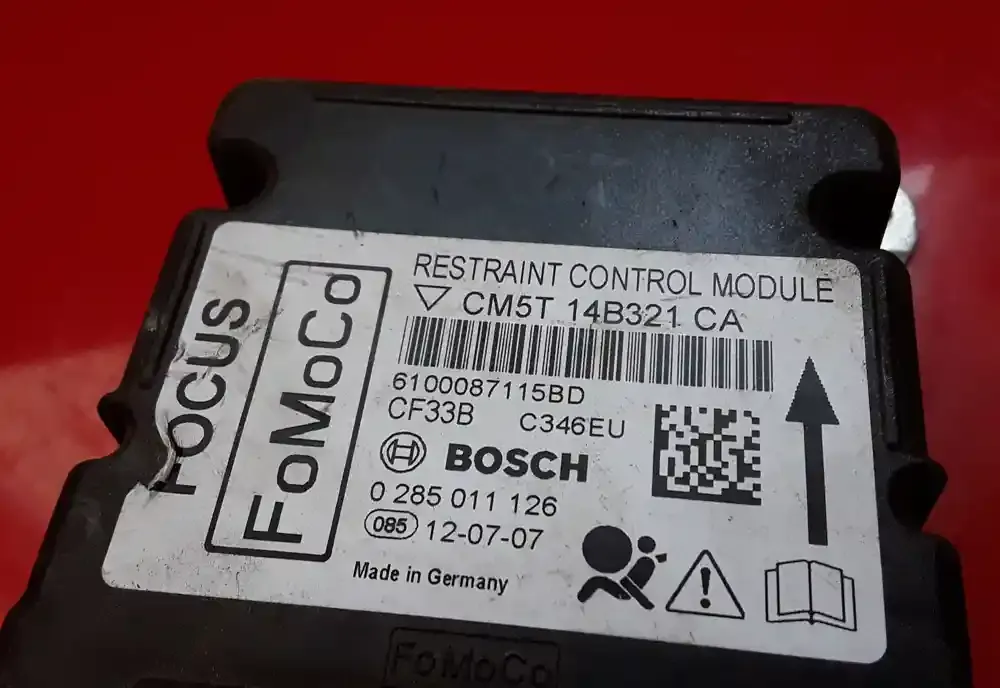 RESTRAINT CONTROL MODULE
CM5T 14B321 CA
6100087115BD
CF33B C346EU
BOSCH
0 285 011 126
085 12-07-07
Made in Germany
FOCUS
FoMoCo
FoMoCo